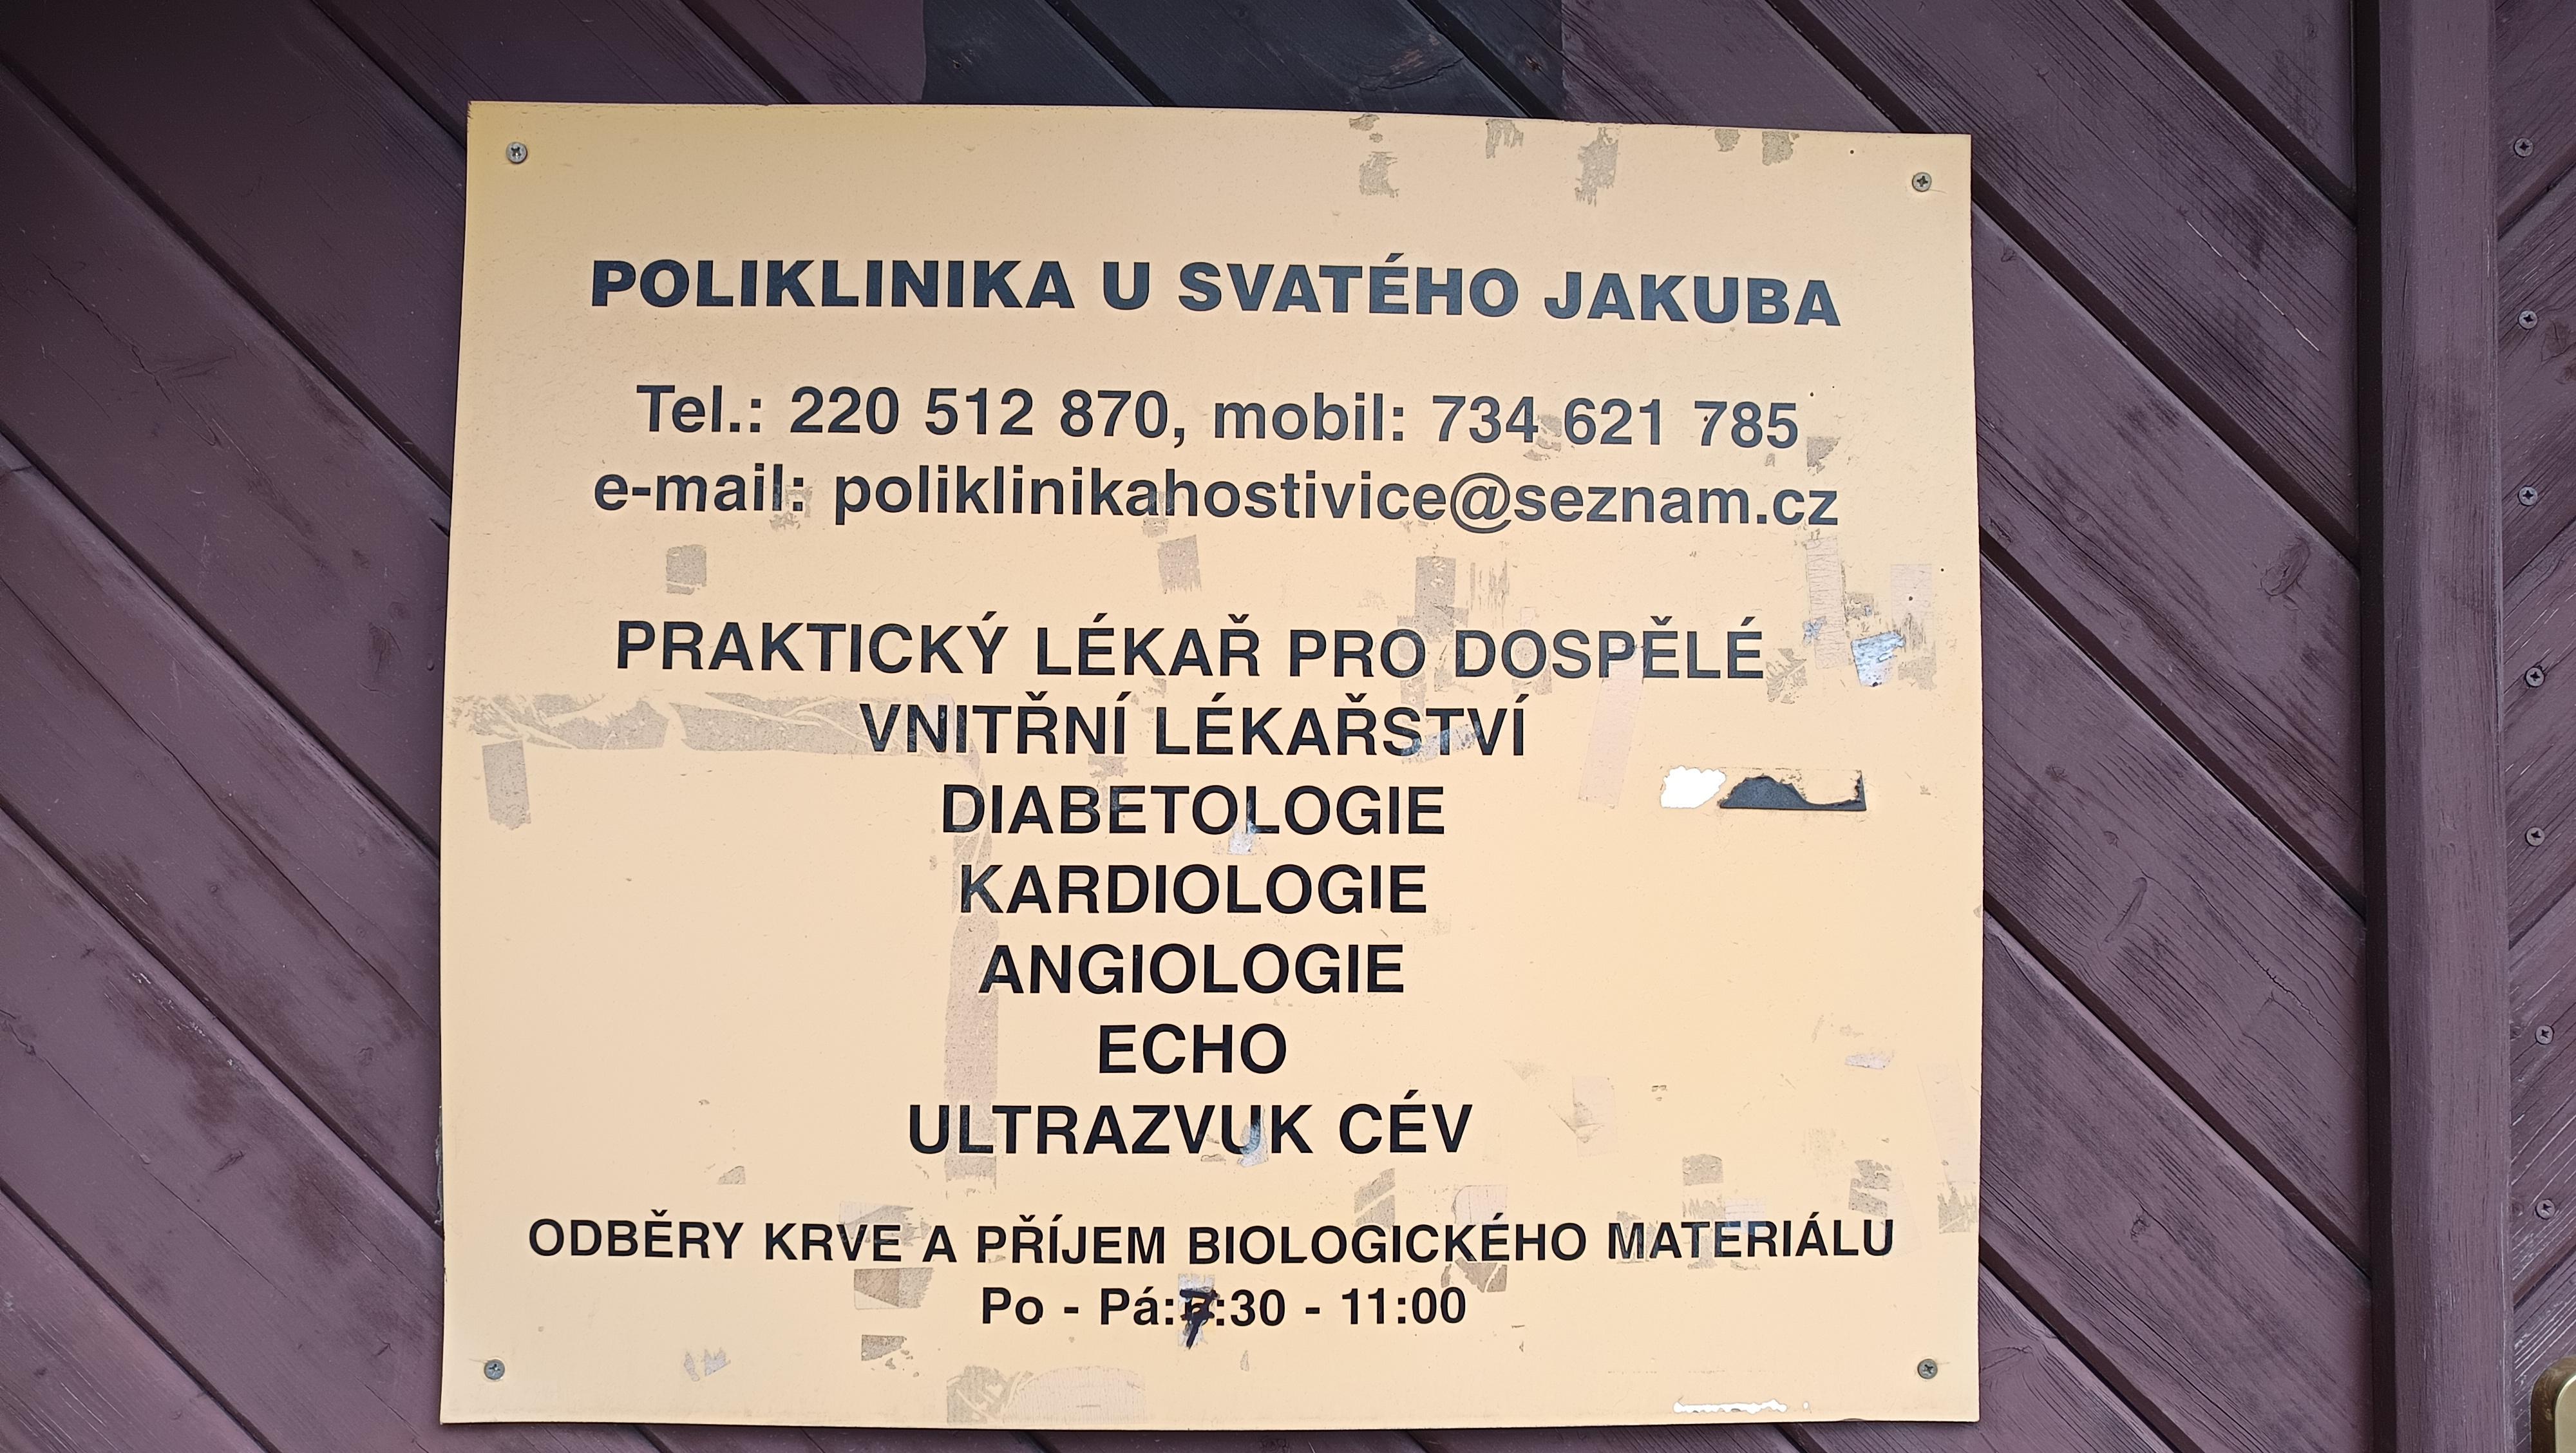 POLIKLINIKA U SVATÉHO JAKUBA
Tel.: 220 512 870, mobil: 734 621 785
e-mail: poliklinikahostivice@seznam.cz
PRAKTICKÝ LÉKAŘ PRO DOSPĚLÉ
VNITŘNÍ LÉKAŘSTVÍ
DIABETOLOGIE
KARDIOLOGIE
ANGIOLOGIE
ECHO
ULTRAZVUK CÉV
ODBĚRY KRVE A PŘÍJEM BIOLOGICKÉHO MATERIÁLU
Po - Pá: 7:30 - 11:00